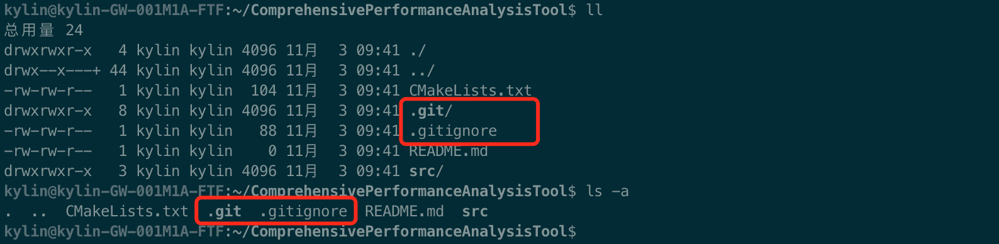 kylin@kylin-GW-001M1A-FTF:~/ComprehensivePerformanceAnalysisTool$ ll
总用量 24
drwxrwxr-x   4 kylin kylin 4096 11月   3 09:41 ./
drwx--x---+ 44 kylin kylin 4096 11月   3 09:41 ../
-rw-rw-r--   1 kylin kylin  104 11月   3 09:41 CMakeLists.txt
drwxrwxr-x   8 kylin kylin 4096 11月   3 09:41 .git/
-rw-rw-r--   1 kylin kylin   88 11月   3 09:41 .gitignore
-rw-rw-r--   1 kylin kylin    0 11月   3 09:41 README.md
drwxrwxr-x   3 kylin kylin 4096 11月   3 09:41 src/
kylin@kylin-GW-001M1A-FTF:~/ComprehensivePerformanceAnalysisTool$ ls -a
.  ..  CMakeLists.txt  .git  .gitignore  README.md  src
kylin@kylin-GW-001M1A-FTF:~/ComprehensivePerformanceAnalysisTool$